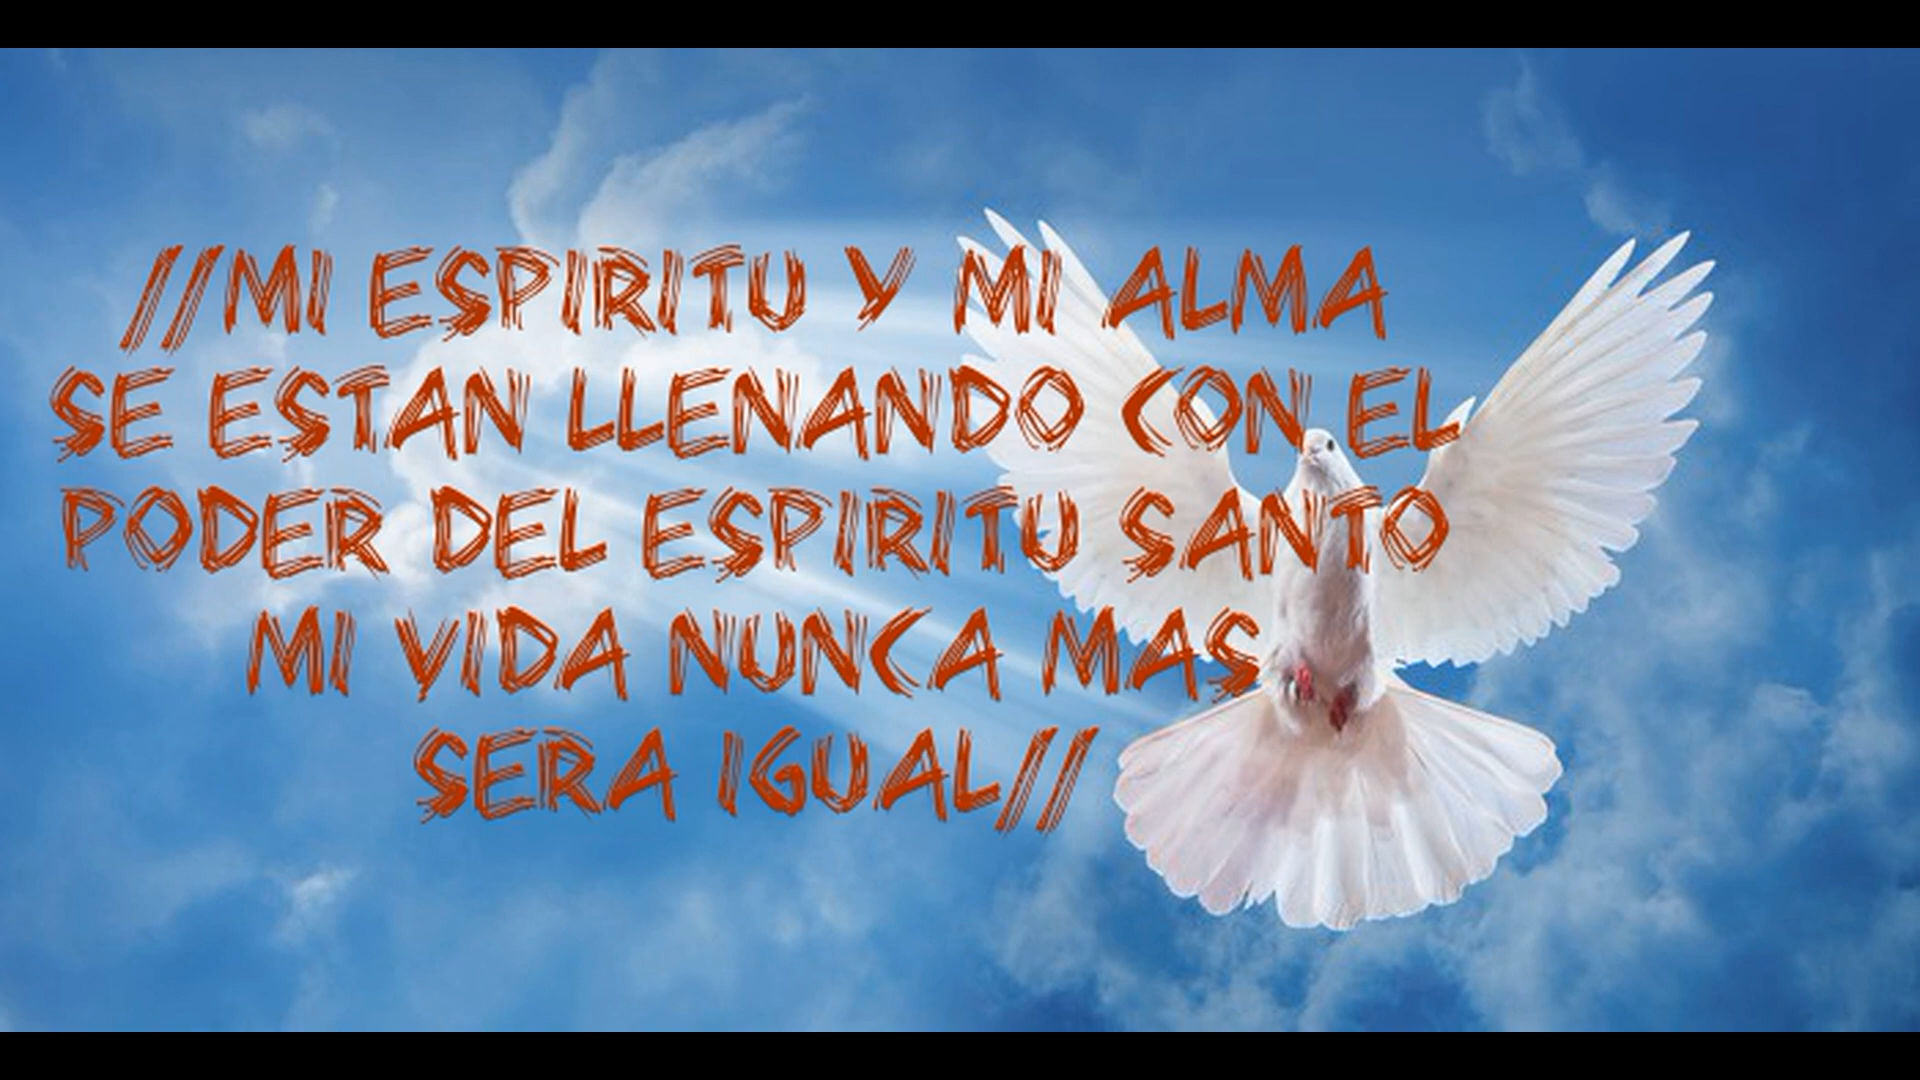 //MI ESPIRITU Y MI ALMA
SE ESTAN LLENANDO CON EL
PODER DEL ESPIRITU SANTO
MI VIDA NUNCA MAS
SERA IGUAL//